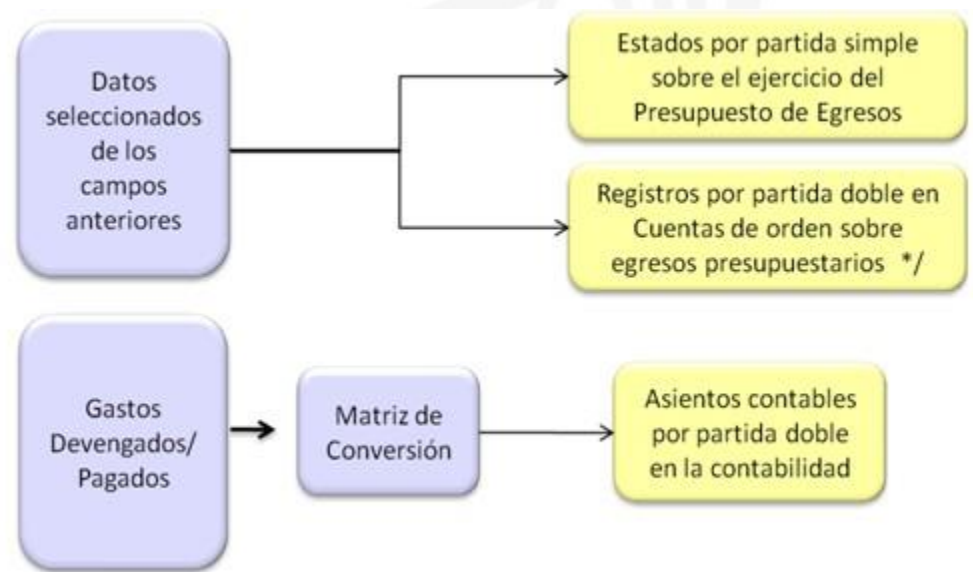 Datos
seleccionados
de los
campos
anteriores
Estados por partida simple
sobre el ejercicio del
Presupuesto de Egresos
Registros por partida doble en
Cuentas de orden sobre
egresos presupuestarios */
Gastos
Devengados/
Pagados
Matriz de
Conversión
Asientos contables
por partida doble
en la contabilidad